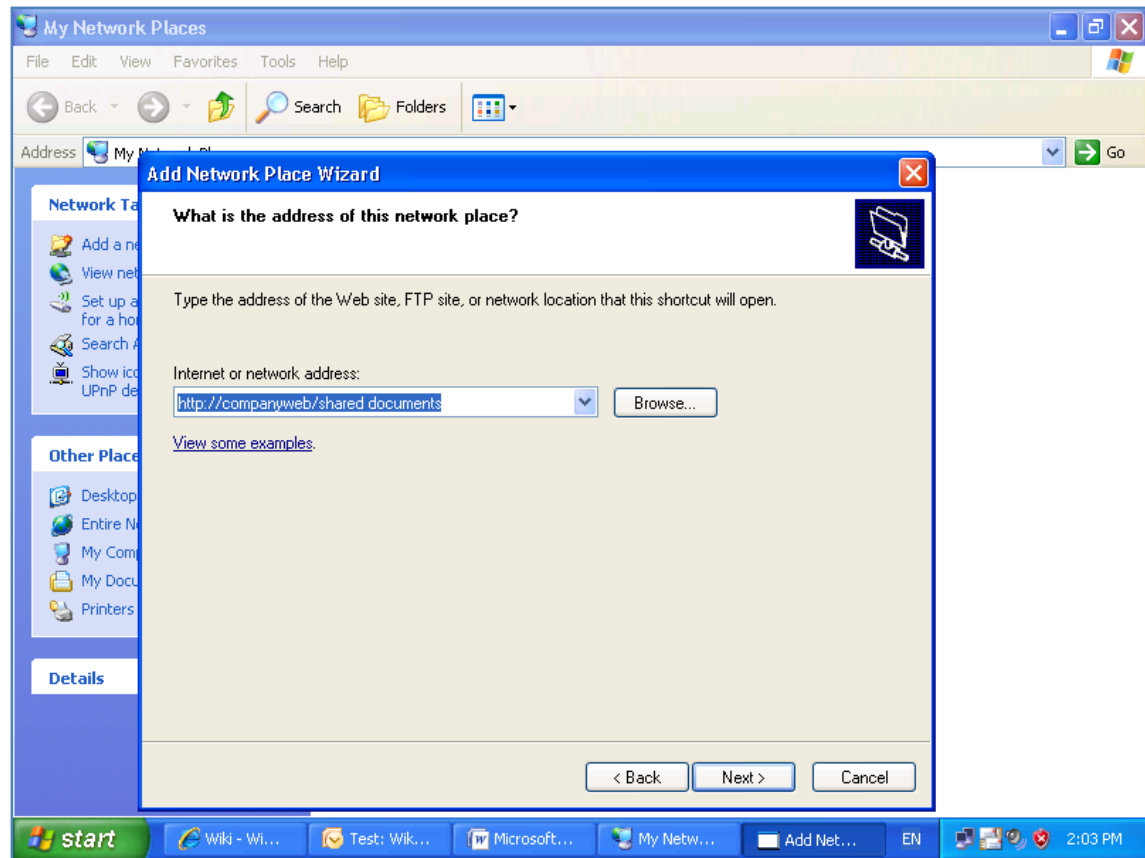 My Network Places
File Edit View Favorites Tools Help
Back Search Folders
Address My Go
Add Network Place Wizard
What is the address of this network place?
Type the address of the Web site, FTP site, or network location that this shortcut will open.
Internet or network address:
http://companyweb/shared documents
Browse...
View some examples.
< Back Next > Cancel
Network Ta
Add a ne
View net
Set up a
for a ho
Search
Show ico
UPnP de
Other Place
Desktop
Entire N
My Com
My Docu
Printers
Details
start Wiki - Wi... Test: Wik... Microsoft... My Netw... Add Net... EN 2:03 PM